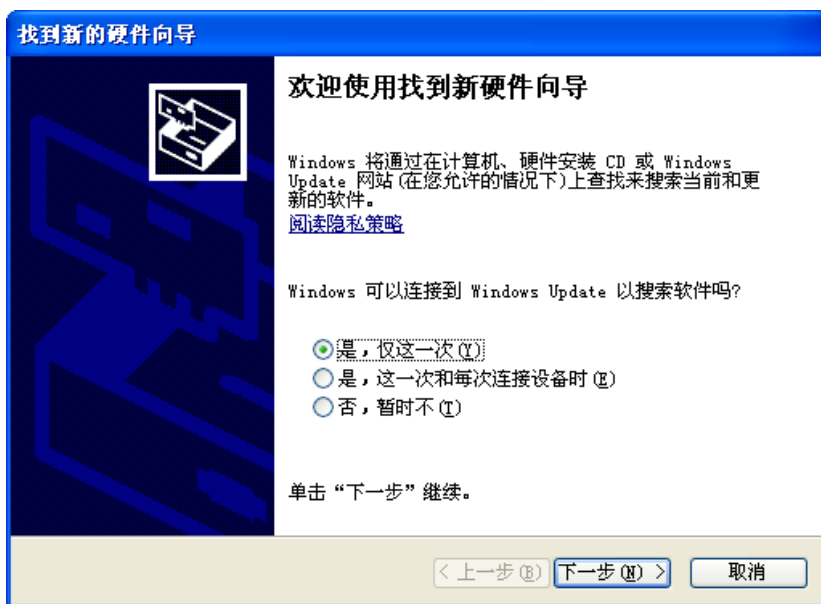 找到新的硬件向导
欢迎使用找到新硬件向导
Windows 将通过在计算机、硬件安装 CD 或 Windows
Update 网站(在您允许的情况下)上查找来搜索当前和更
新的软件。
阅读隐私策略
Windows 可以连接到 Windows Update 以搜索软件吗?
是，仅这一次(Y)
是，这一次和每次连接设备时(E)
否，暂时不(T)
单击“下一步”继续。
< 上一步(B) 下一步(N) > 取消